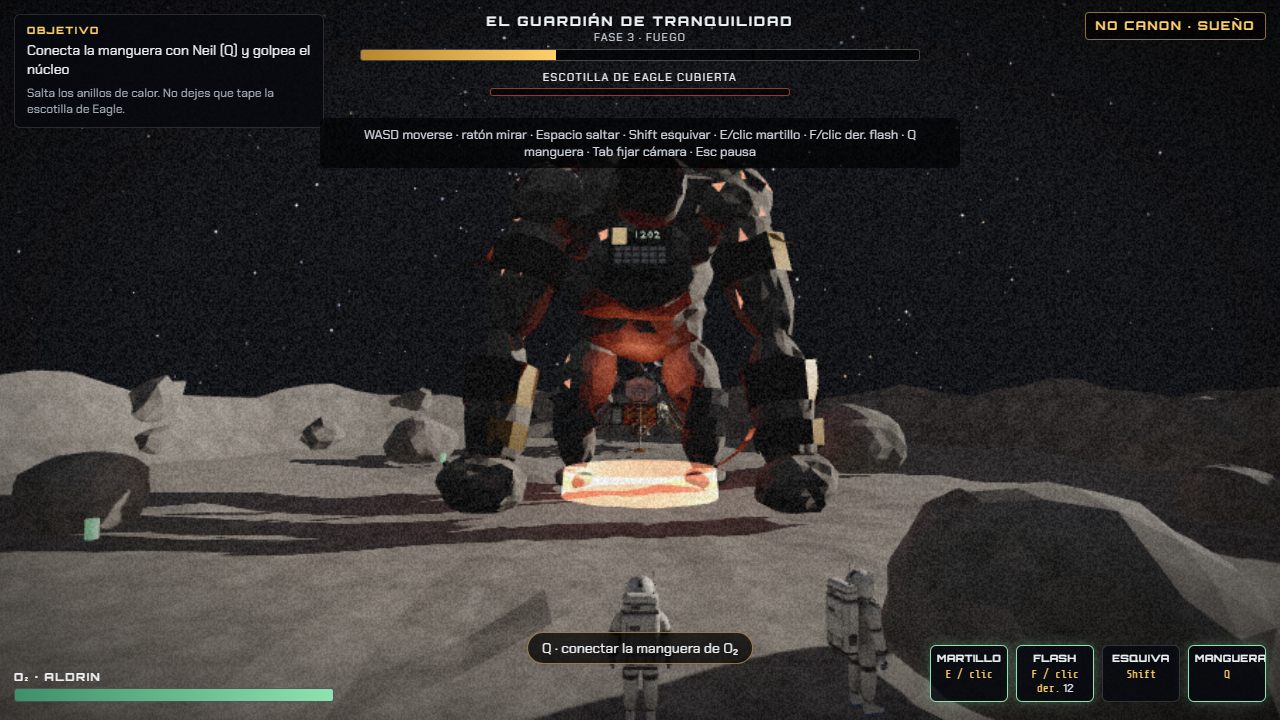 OBJETIVO
Conecta la manguera con Neil (Q) y golpea el
núcleo
Salta los anillos de calor. No dejes que tape la
escotilla de Eagle.
EL GUARDIÁN DE TRANQUILIDAD
FASE 3 · FUEGO
ESCOTILLA DE EAGLE CUBIERTA
NO CANON · SUEÑO
WASD moverse · ratón mirar · Espacio saltar · Shift esquivar · E/clic martillo · F/clic der. flash · Q
manguera · Tab fijar cámara · Esc pausa
1202
Q · conectar la manguera de O₂
O₂ · ALDRIN
MARTILLO
E / clic
FLASH
F / clic
der. 12
ESQUIVA
Shift
MANGUERA
Q